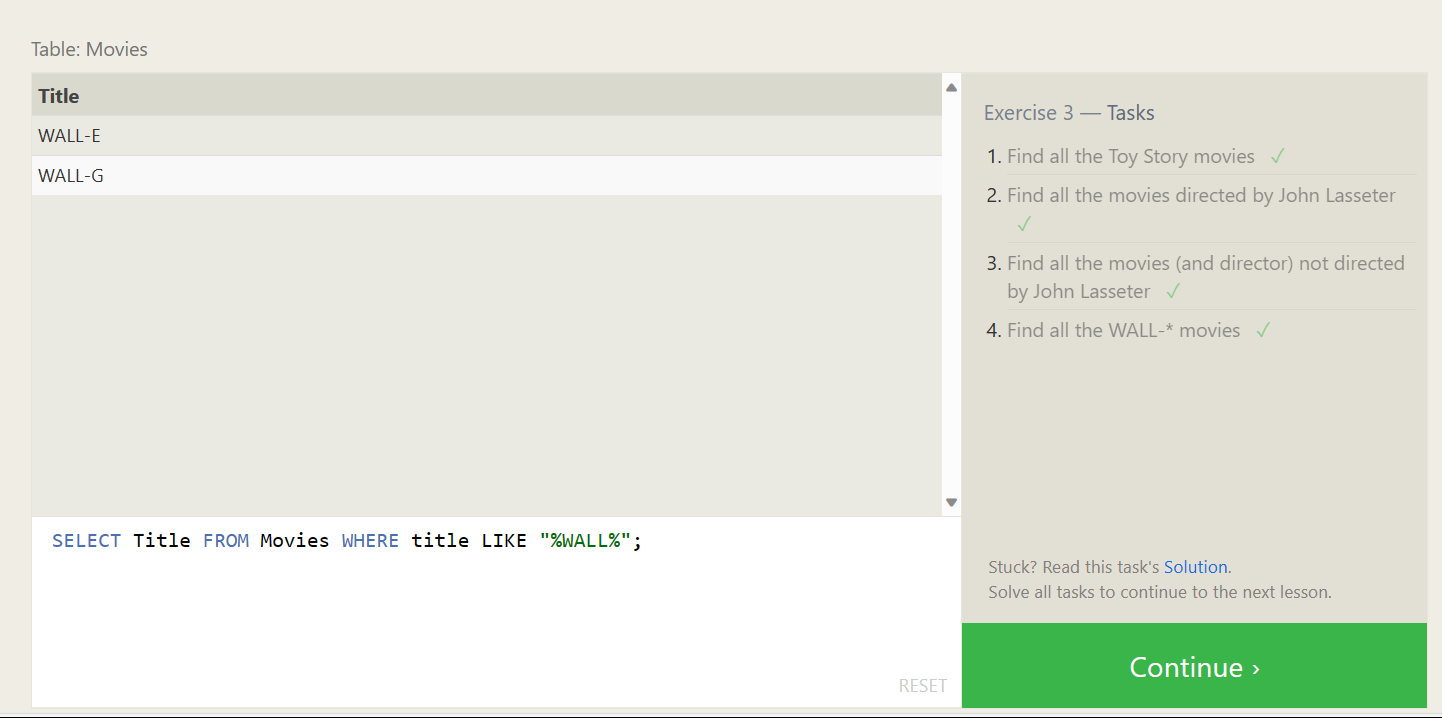 Table: Movies
Title
WALL-E
WALL-G
SELECT Title FROM Movies WHERE title LIKE "%WALL%";
RESET
Exercise 3 — Tasks
1. Find all the Toy Story movies ✓
2. Find all the movies directed by John Lasseter
✓
3. Find all the movies (and director) not directed
by John Lasseter ✓
4. Find all the WALL-* movies ✓
Stuck? Read this task's Solution.
Solve all tasks to continue to the next lesson.
Continue ›